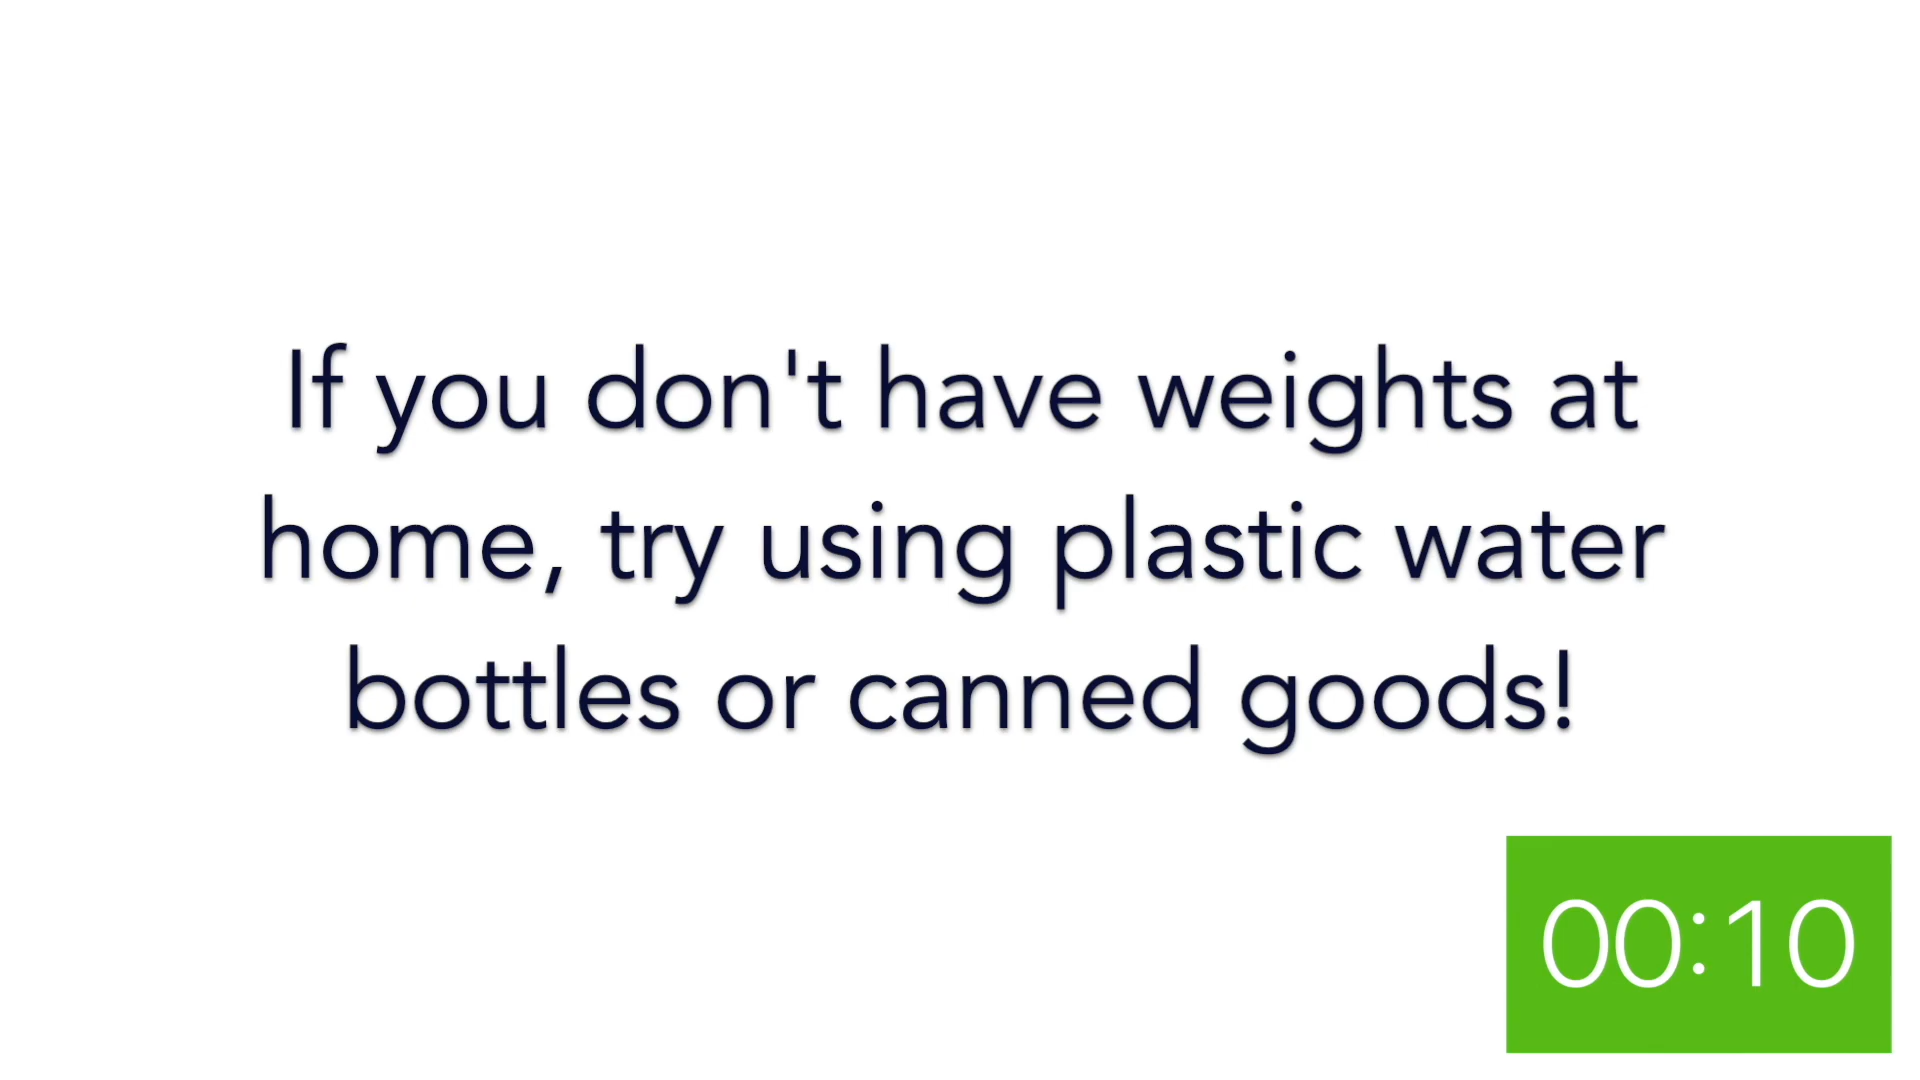 If you don't have weights at
home, try using plastic water
bottles or canned goods!
00:10